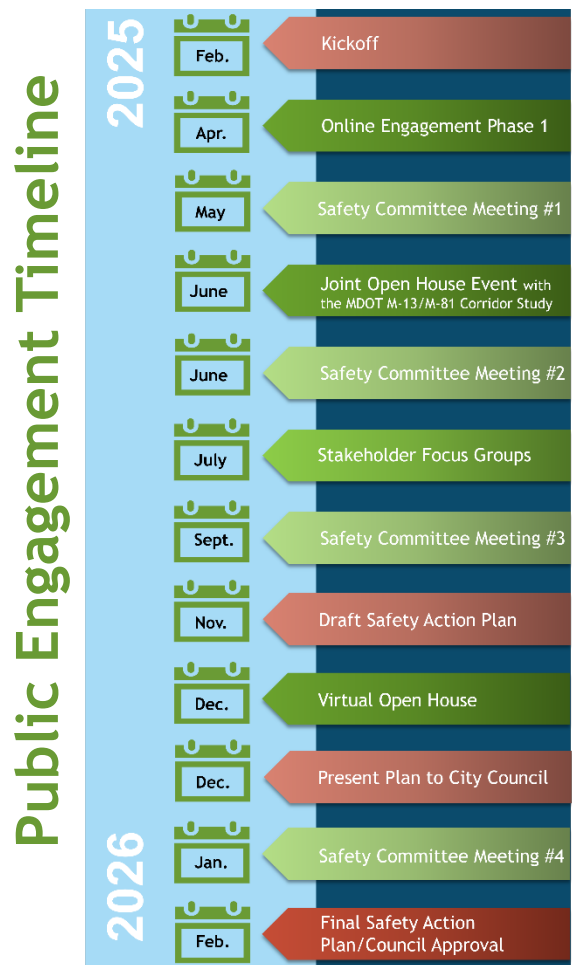 Public Engagement Timeline
2025
Feb.
Kickoff
Apr.
Online Engagement Phase 1
May
Safety Committee Meeting #1
June
Joint Open House Event with
the MDOT M-13/M-81 Corridor Study
June
Safety Committee Meeting #2
July
Stakeholder Focus Groups
Sept.
Safety Committee Meeting #3
Nov.
Draft Safety Action Plan
Dec.
Virtual Open House
Dec.
Present Plan to City Council
2026
Jan.
Safety Committee Meeting #4
Feb.
Final Safety Action
Plan/Council Approval